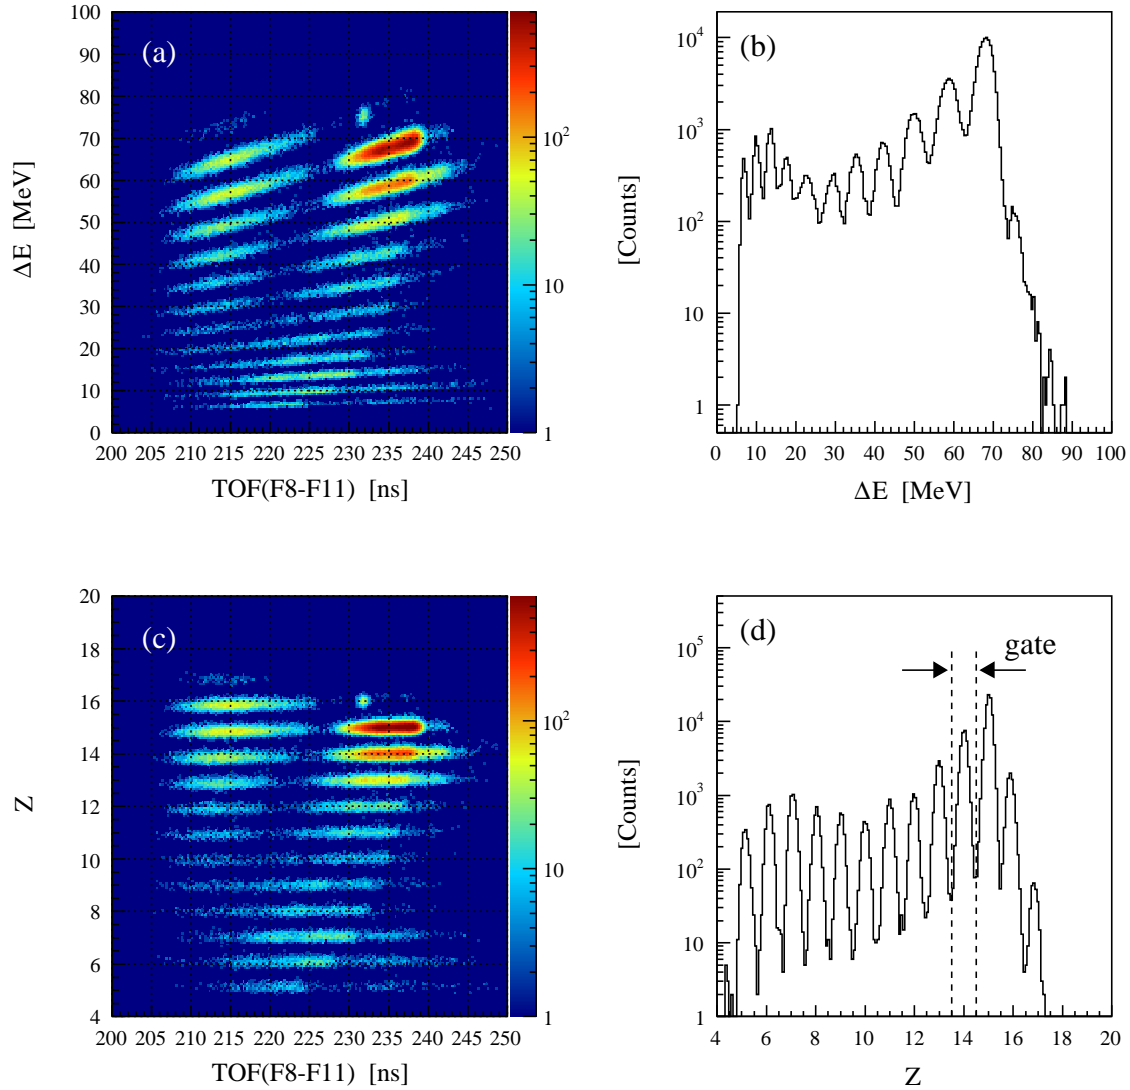 (a)
100
90
80
70
60
50
40
30
20
10
0
ΔE [MeV]
200 205 210 215 220 225 230 235 240 245 250
TOF(F8-F11) [ns]
10²
10
1
(b)
10⁴
10³
10²
10
1
[Counts]
0 10 20 30 40 50 60 70 80 90 100
ΔE [MeV]
(c)
20
18
16
14
12
10
8
6
4
Z
200 205 210 215 220 225 230 235 240 245 250
TOF(F8-F11) [ns]
10²
10
1
(d)
gate
10⁵
10⁴
10³
10²
10
1
[Counts]
4 6 8 10 12 14 16 18 20
Z